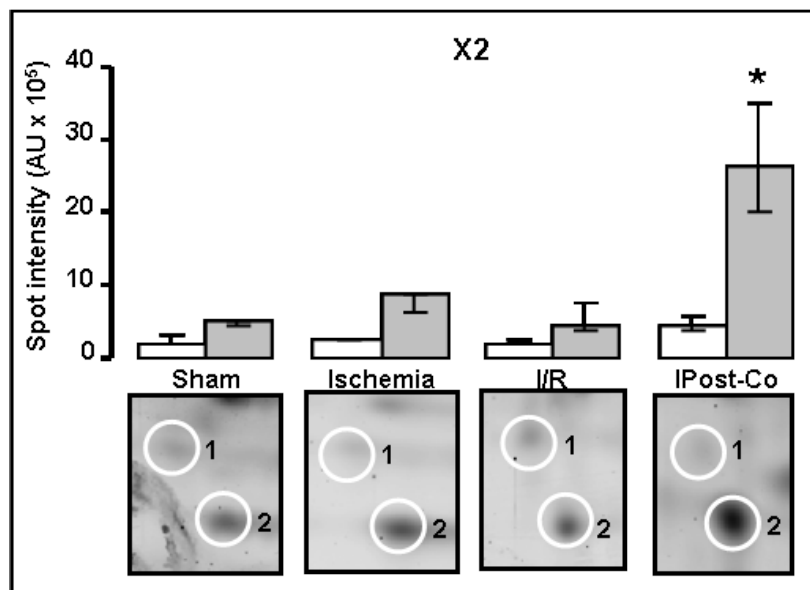 X2
*
Spot intensity (AU x 10⁵)
40
30
20
10
0
Sham Ischemia I/R IPost-Co
1 1 1 1
2 2 2 2